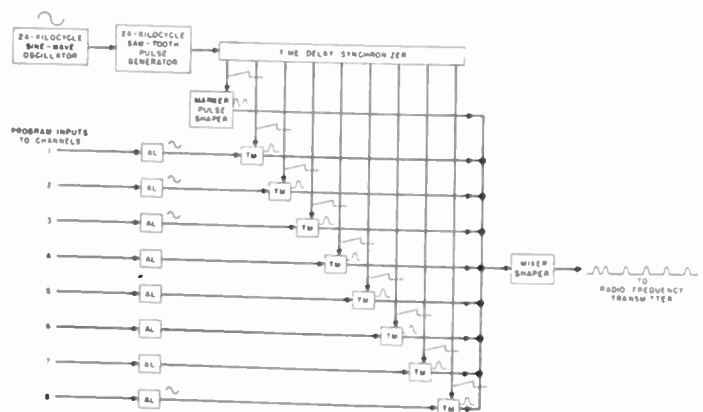 24-KILOCYCLE
SINE-WAVE
OSCILLATOR
24-KILOCYCLE
SAW-TOOTH
PULSE
GENERATOR
TIME DELAY SYNCHRONIZER
MARKER
PULSE
SHAPER
PROGRAM INPUTS
TO CHANNELS
1 AL TM
2 AL TM
3 AL TM
4 AL TM
MIXER
SHAPER
TO
RADIO FREQUENCY
TRANSMITTER
5 AL TM
6 AL TM
7 AL TM
8 AL TM